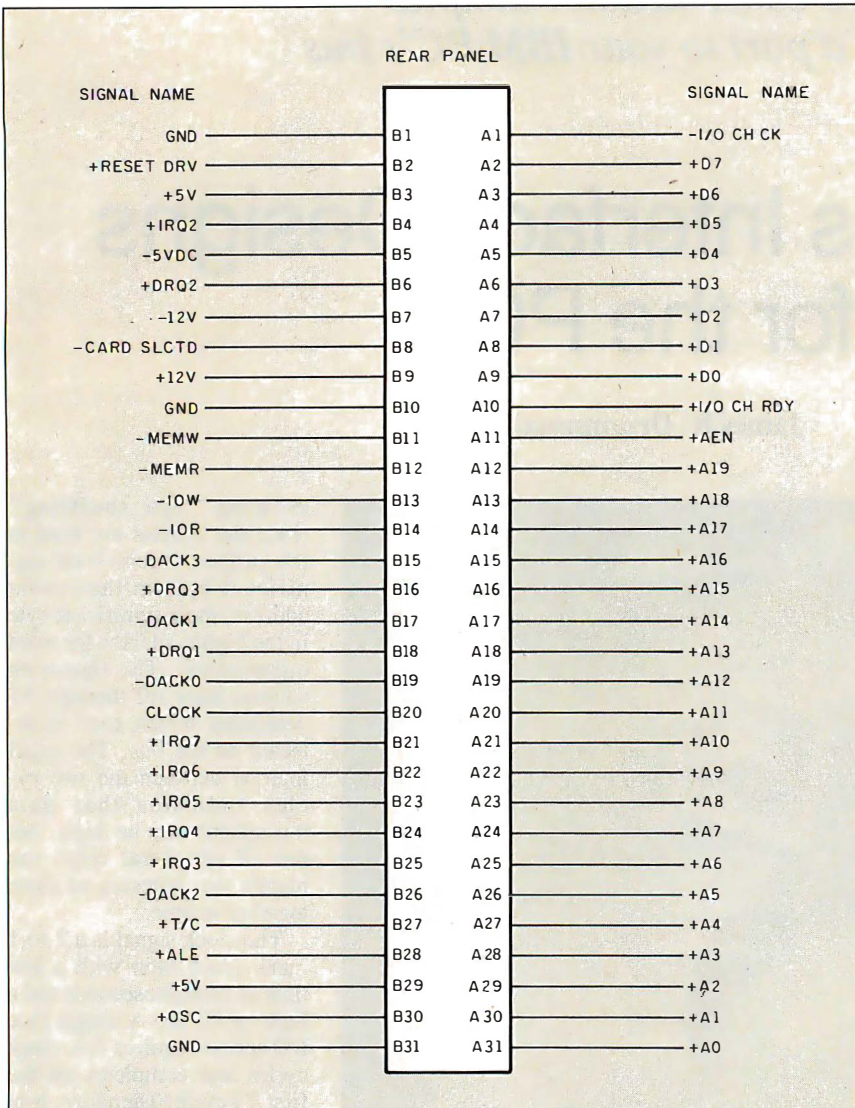 REAR PANEL
SIGNAL NAME SIGNAL NAME
GND B1 A1 -I/O CH CK
+RESET DRV B2 A2 +D7
+5V B3 A3 +D6
+IRQ2 B4 A4 +D5
-5VDC B5 A5 +D4
+DRQ2 B6 A6 +D3
-12V B7 A7 +D2
-CARD SLCTD B8 A8 +D1
+12V B9 A9 +D0
GND B10 A10 +I/O CH RDY
-MEMW B11 A11 +AEN
-MEMR B12 A12 +A19
-IOW B13 A13 +A18
-IOR B14 A14 +A17
-DACK3 B15 A15 +A16
+DRQ3 B16 A16 +A15
-DACK1 B17 A17 +A14
+DRQ1 B18 A18 +A13
-DACK0 B19 A19 +A12
CLOCK B20 A20 +A11
+IRQ7 B21 A21 +A10
+IRQ6 B22 A22 +A9
+IRQ5 B23 A23 +A8
+IRQ4 B24 A24 +A7
+IRQ3 B25 A25 +A6
-DACK2 B26 A26 +A5
+T/C B27 A27 +A4
+ALE B28 A28 +A3
+5V B29 A29 +A2
+OSC B30 A30 +A1
GND B31 A31 +A0